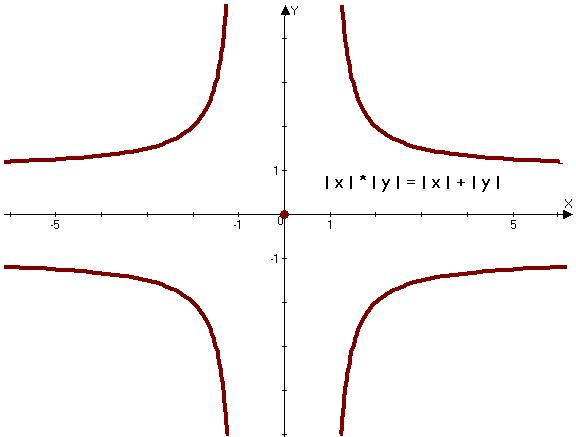 Y
1
| x | * | y | = | x | + | y |
X
-5 -1 0 1 5
-1